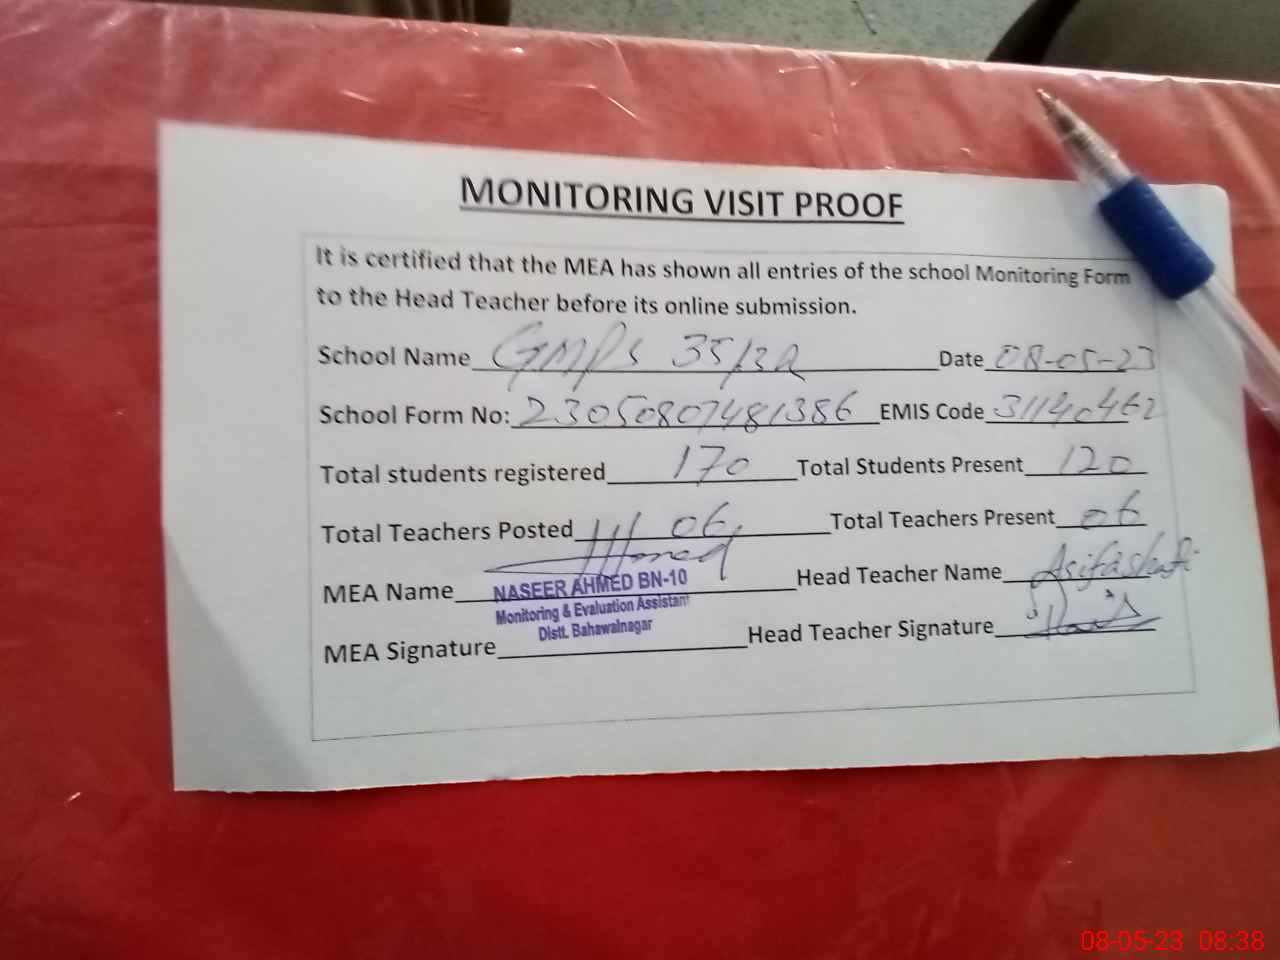 MONITORING VISIT PROOF
It is certified that the MEA has shown all entries of the school Monitoring Form
to the Head Teacher before its online submission.
School Name GMPS 35/3R Date 08-05-23
School Form No: 23050807481386 EMIS Code 31140462
Total students registered 170 Total Students Present 120
Total Teachers Posted 06 Total Teachers Present 06
MEA Name NASEER AHMED BN-10 Head Teacher Name Asifa
Monitoring & Evaluation Assistant
Distt. Bahawalnagar
MEA Signature Head Teacher Signature
08-05-23 08:38